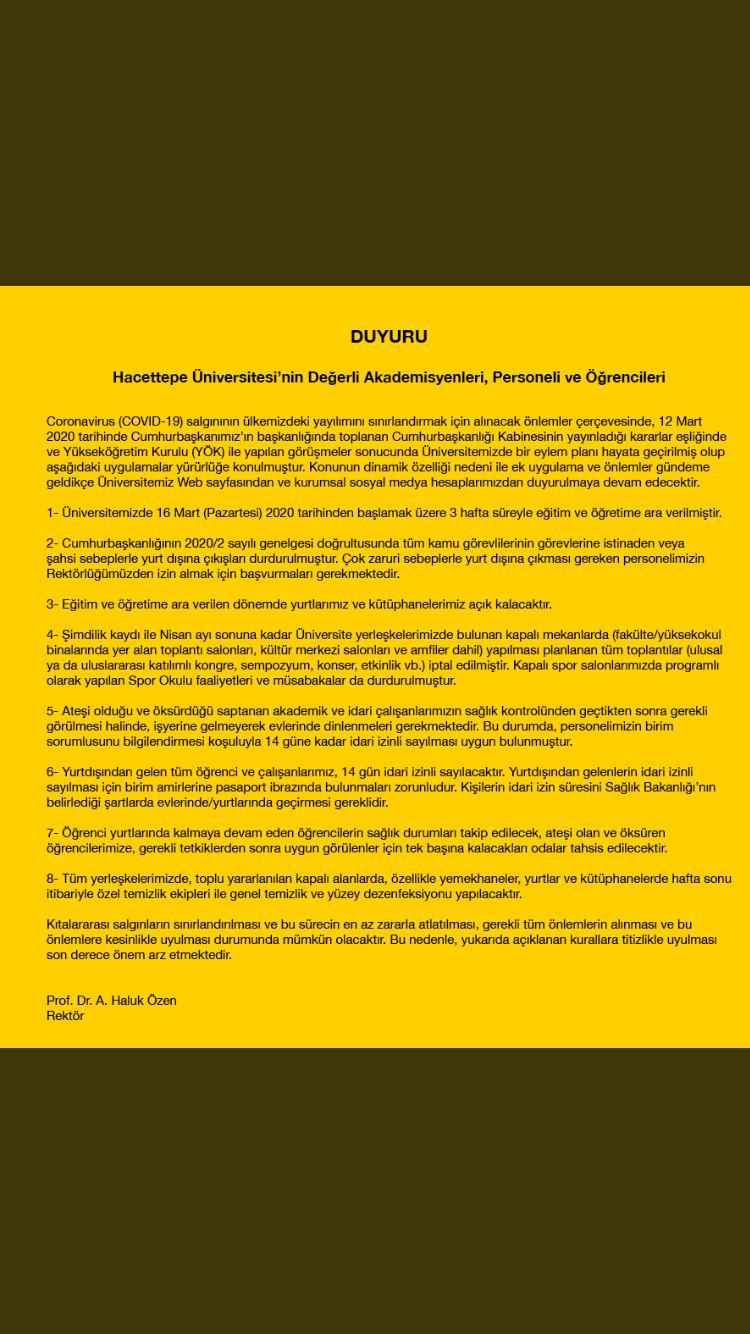 DUYURU
Hacettepe Üniversitesi'nin Değerli Akademisyenleri, Personeli ve Öğrencileri
Coronavirus (COVID-19) salgınının ülkemizdeki yayılımını sınırlandırmak için alınacak önlemler çerçevesinde, 12 Mart
2020 tarihinde Cumhurbaşkanımız'ın başkanlığında toplanan Cumhurbaşkanlığı Kabinesinin yayınladığı kararlar eşliğinde
ve Yükseköğretim Kurulu (YÖK) ile yapılan görüşmeler sonucunda Üniversitemizde bir eylem planı hayata geçirilmiş olup
aşağıdaki uygulamalar yürürlüğe konulmuştur. Konunun dinamik özelliği nedeni ile ek uygulama ve önlemler gündeme
geldikçe Üniversitemiz Web sayfasından ve kurumsal sosyal medya hesaplarımızdan duyurulmaya devam edecektir.
1- Üniversitemizde 16 Mart (Pazartesi) 2020 tarihinden başlamak üzere 3 hafta süreyle eğitim ve öğretime ara verilmiştir.
2- Cumhurbaşkanlığının 2020/2 sayılı genelgesi doğrultusunda tüm kamu görevlilerinin görevlerine istinaden veya
şahsi sebeplerle yurt dışına çıkışları durdurulmuştur. Çok zaruri sebeplerle yurt dışına çıkması gereken personelimizin
Rektörlüğümüzden izin almak için başvurmaları gerekmektedir.
3- Eğitim ve öğretime ara verilen dönemde yurtlarımız ve kütüphanelerimiz açık kalacaktır.
4- Şimdilik kaydı ile Nisan ayı sonuna kadar Üniversite yerleşkelerimizde bulunan kapalı mekanlarda (fakülte/yüksekokul
binalarında yer alan toplantı salonları, kültür merkezi salonları ve amfiler dahil) yapılması planlanan tüm toplantılar (ulusal
ya da uluslararası katılımlı kongre, sempozyum, konser, etkinlik vb.) iptal edilmiştir. Kapalı spor salonlarımızda programlı
olarak yapılan Spor Okulu faaliyetleri ve müsabakalar da durdurulmuştur.
5- Ateşi olduğu ve öksürdüğü saptanan akademik ve idari çalışanlarımızın sağlık kontrolünden geçtikten sonra gerekli
görülmesi halinde, işyerine gelmeyerek evlerinde dinlenmeleri gerekmektedir. Bu durumda, personelimizin birim
sorumlusunu bilgilendirmesi koşuluyla 14 güne kadar idari izinli sayılması uygun bulunmuştur.
6- Yurtdışından gelen tüm öğrenci ve çalışanlarımız, 14 gün idari izinli sayılacaktır. Yurtdışından gelenlerin idari izinli
sayılması için birim amirlerine pasaport ibrazında bulunmaları zorunludur. Kişilerin idari izin süresini Sağlık Bakanlığı'nın
belirlediği şartlarda evlerinde/yurtlarında geçirmesi gereklidir.
7- Öğrenci yurtlarında kalmaya devam eden öğrencilerin sağlık durumları takip edilecek, ateşi olan ve öksüren
öğrencilerimize, gerekli tetkiklerden sonra uygun görülenler için tek başına kalacakları odalar tahsis edilecektir.
8- Tüm yerleşkelerimizde, toplu yararlanılan kapalı alanlarda, özellikle yemekhaneler, yurtlar ve kütüphanelerde hafta sonu
itibariyle özel temizlik ekipleri ile genel temizlik ve yüzey dezenfeksiyonu yapılacaktır.
Kıtalararası salgınların sınırlandırılması ve bu sürecin en az zararla atlatılması, gerekli tüm önlemlerin alınması ve bu
önlemlere kesinlikle uyulması durumunda mümkün olacaktır. Bu nedenle, yukarıda açıklanan kurallara titizlikle uyulması
son derece önem arz etmektedir.
Prof. Dr. A. Haluk Özen
Rektör